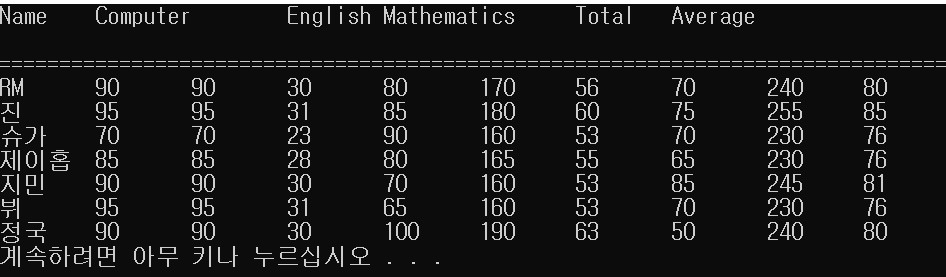 Name Computer English Mathematics Total Average
===============================================================================
RM 90 90 30 80 170 56 70 240 80
진 95 95 31 85 180 60 75 255 85
슈가 70 70 23 90 160 53 70 230 76
제이홉 85 85 28 80 165 55 65 230 76
지민 90 90 30 70 160 53 85 245 81
뷔 95 95 31 65 160 53 70 230 76
정국 90 90 30 100 190 63 50 240 80
계속하려면 아무 키나 누르십시오 . . .